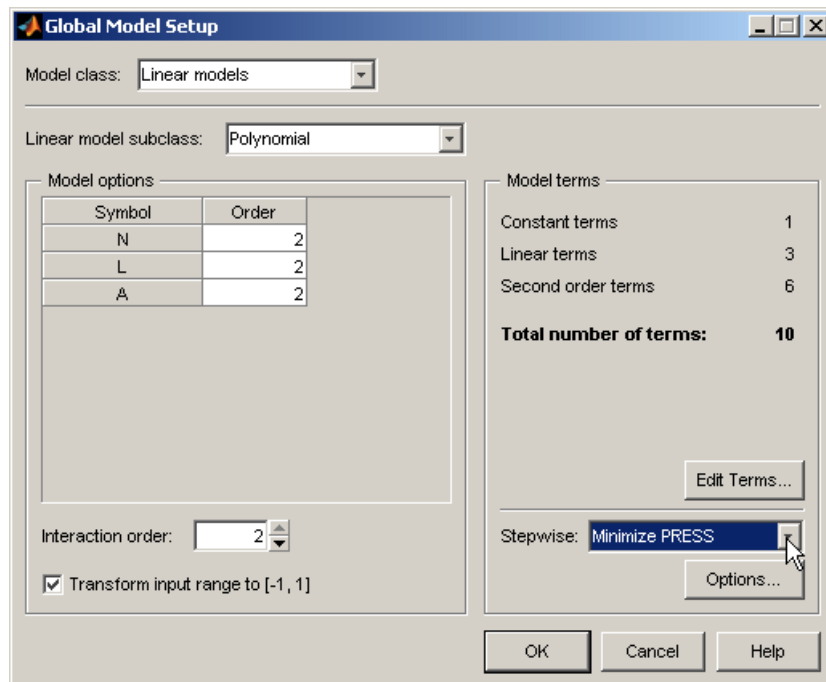 Global Model Setup
Model class: Linear models
Linear model subclass: Polynomial
Model options
Symbol Order
N 2
L 2
A 2
Interaction order: 2
Transform input range to [-1, 1]
Model terms
Constant terms 1
Linear terms 3
Second order terms 6
Total number of terms: 10
Edit Terms...
Stepwise: Minimize PRESS
Options...
OK Cancel Help